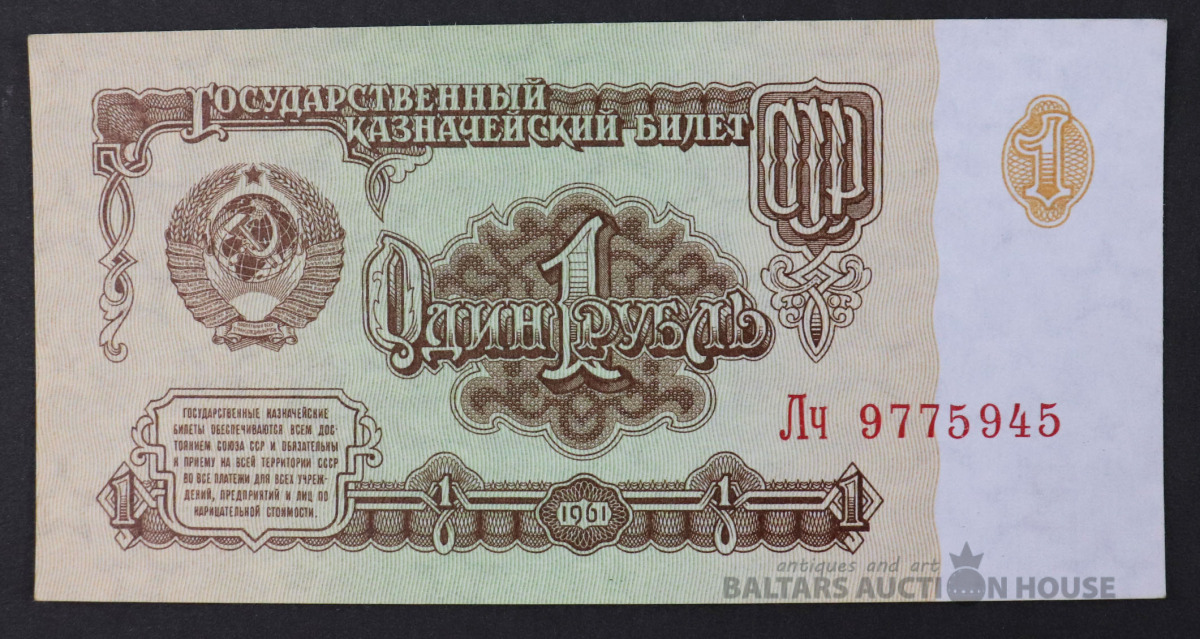 ГОСУДАРСТВЕННЫЙ
КАЗНАЧЕЙСКИЙ БИЛЕТ
СССР
1
1
ОДИН РУБЛЬ
Лч 9775945
ГОСУДАРСТВЕННЫЕ КАЗНАЧЕЙСКИЕ
БИЛЕТЫ ОБЕСПЕЧИВАЮТСЯ ВСЕМ ДОС-
ТОЯНИЕМ СОЮЗА ССР И ОБЯЗАТЕЛЬНЫ
К ПРИЕМУ НА ВСЕЙ ТЕРРИТОРИИ СССР
ВО ВСЕ ПЛАТЕЖИ ДЛЯ ВСЕХ УЧРЕЖ-
ДЕНИЙ, ПРЕДПРИЯТИЙ И ЛИЦ ПО
НАРИЦАТЕЛЬНОЙ СТОИМОСТИ.
1 1 1961 1 1
antiques and art
BALTARS AUCTION HOUSE